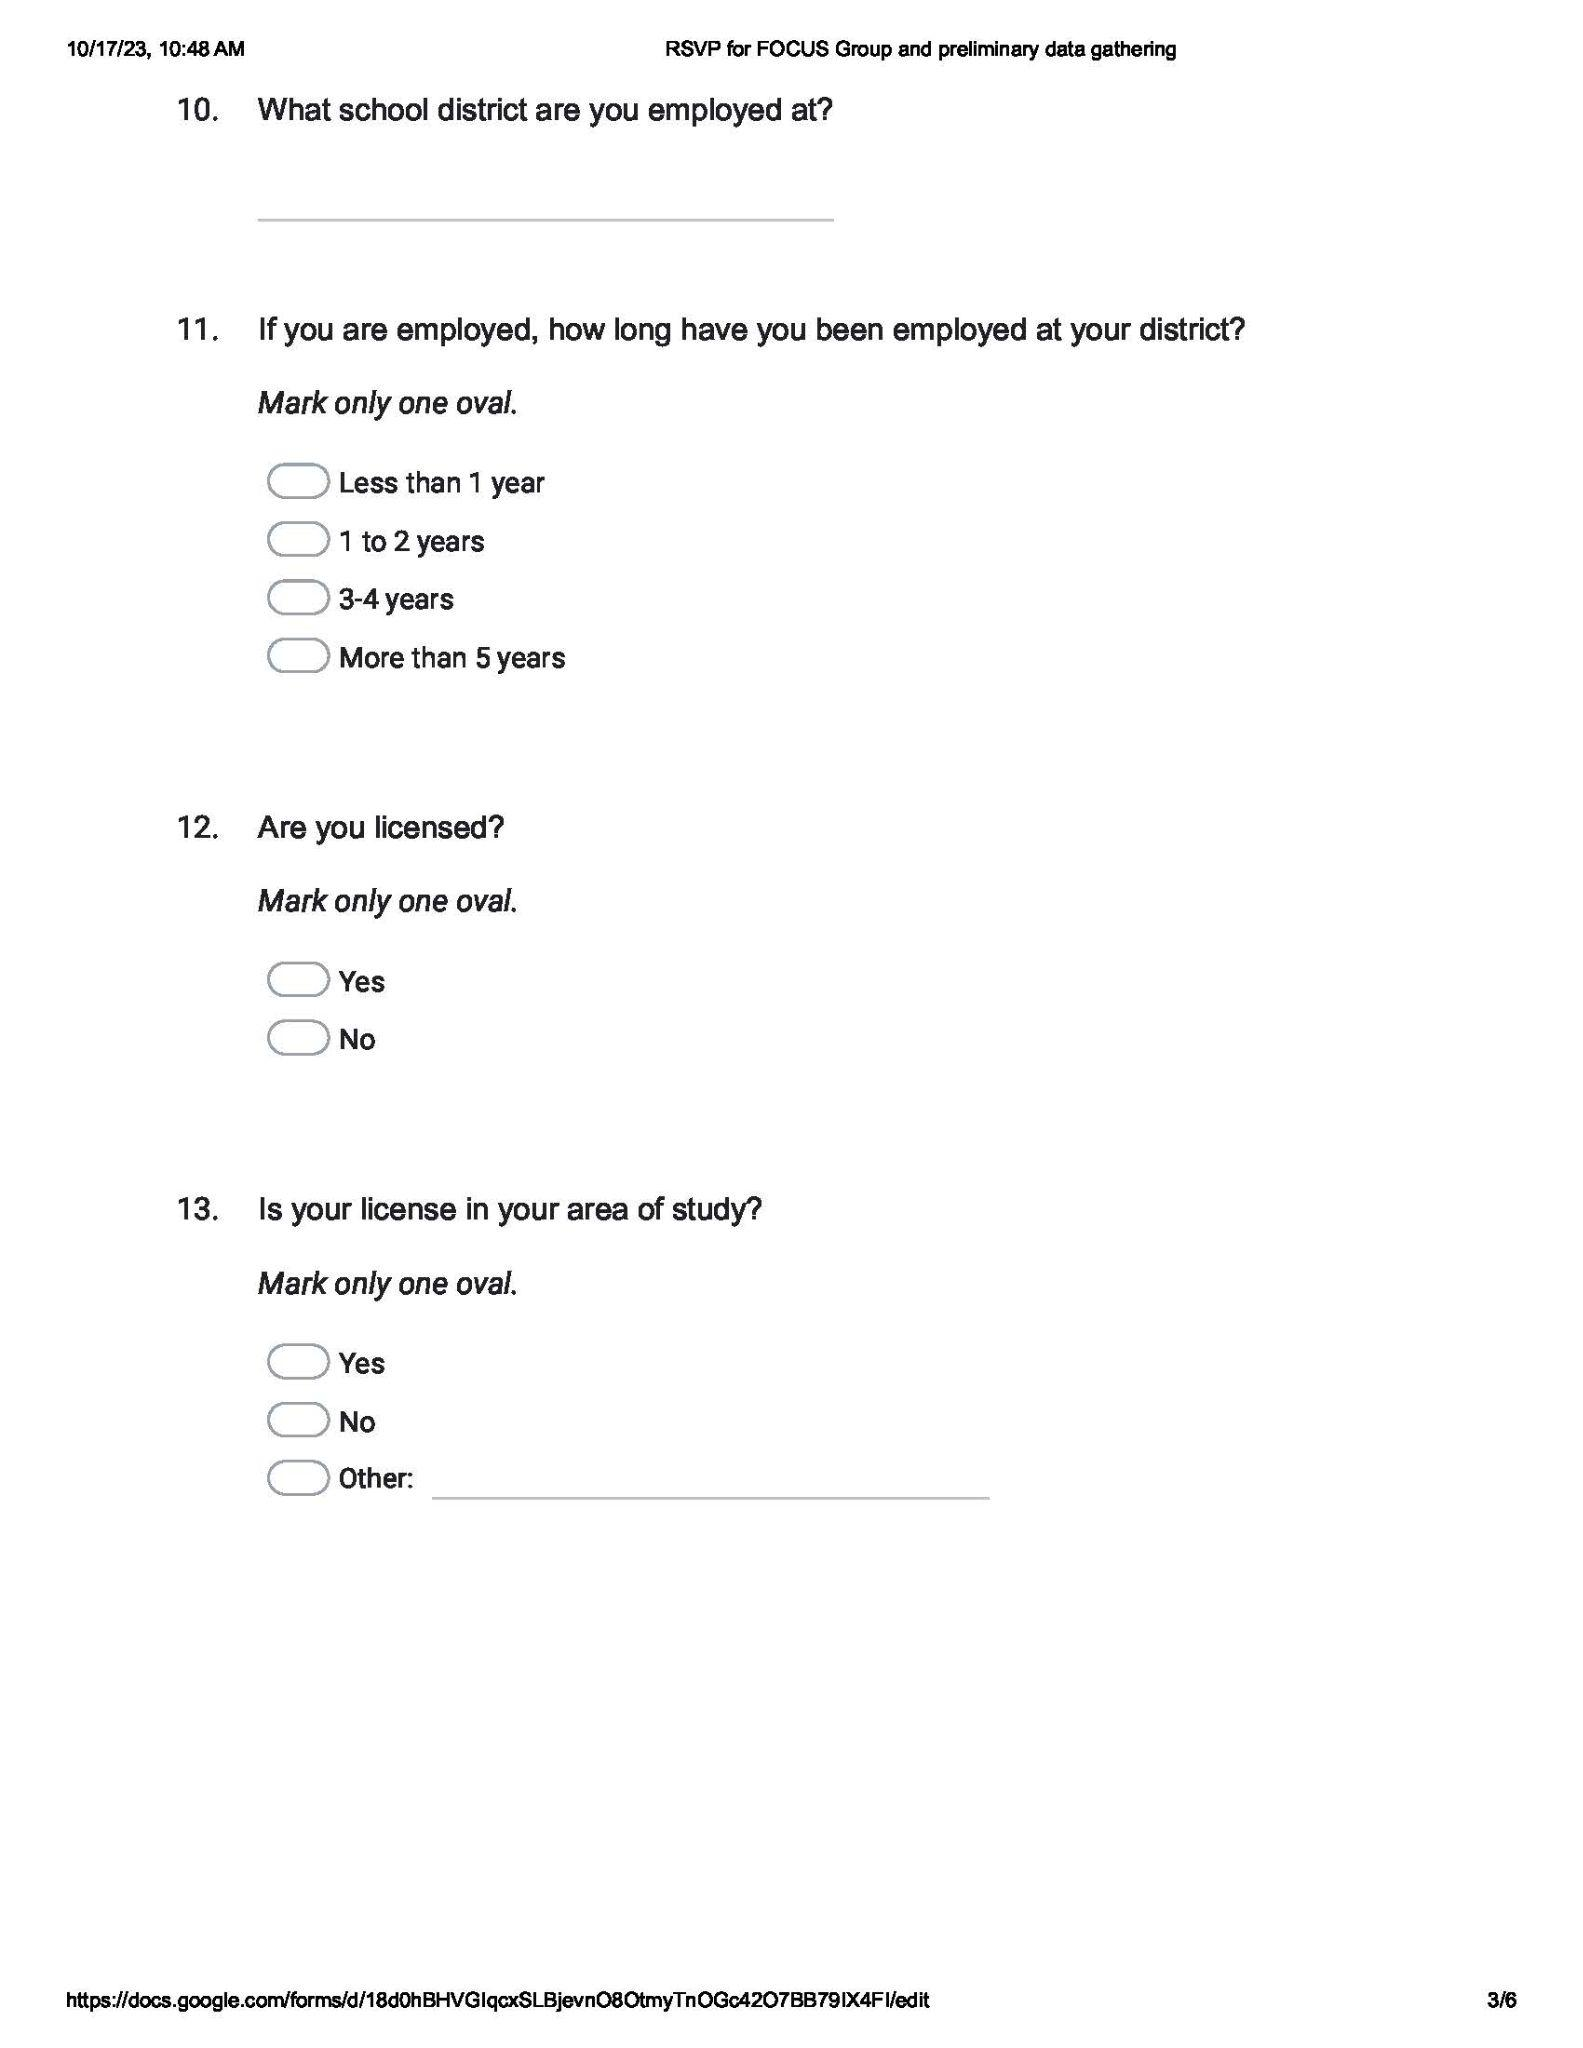 10/17/23, 10:48 AM RSVP for FOCUS Group and preliminary data gathering
10. What school district are you employed at?
11. If you are employed, how long have you been employed at your district?
Mark only one oval.
Less than 1 year
1 to 2 years
3-4 years
More than 5 years
12. Are you licensed?
Mark only one oval.
Yes
No
13. Is your license in your area of study?
Mark only one oval.
Yes
No
Other:
https://docs.google.com/forms/d/18d0hBHVGIqcxSLBjevnO8OtmyTnOGc42O7BB79IX4FI/edit 3/6